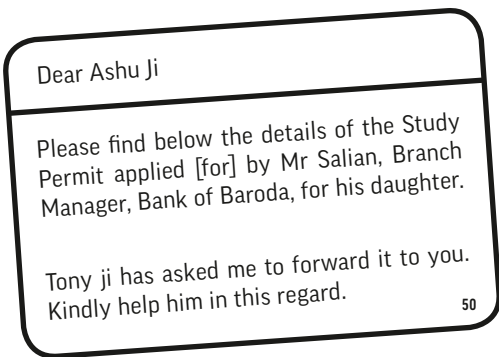 Dear Ashu Ji
Please find below the details of the Study
Permit applied [for] by Mr Salian, Branch
Manager, Bank of Baroda, for his daughter.
Tony ji has asked me to forward it to you.
Kindly help him in this regard.
50